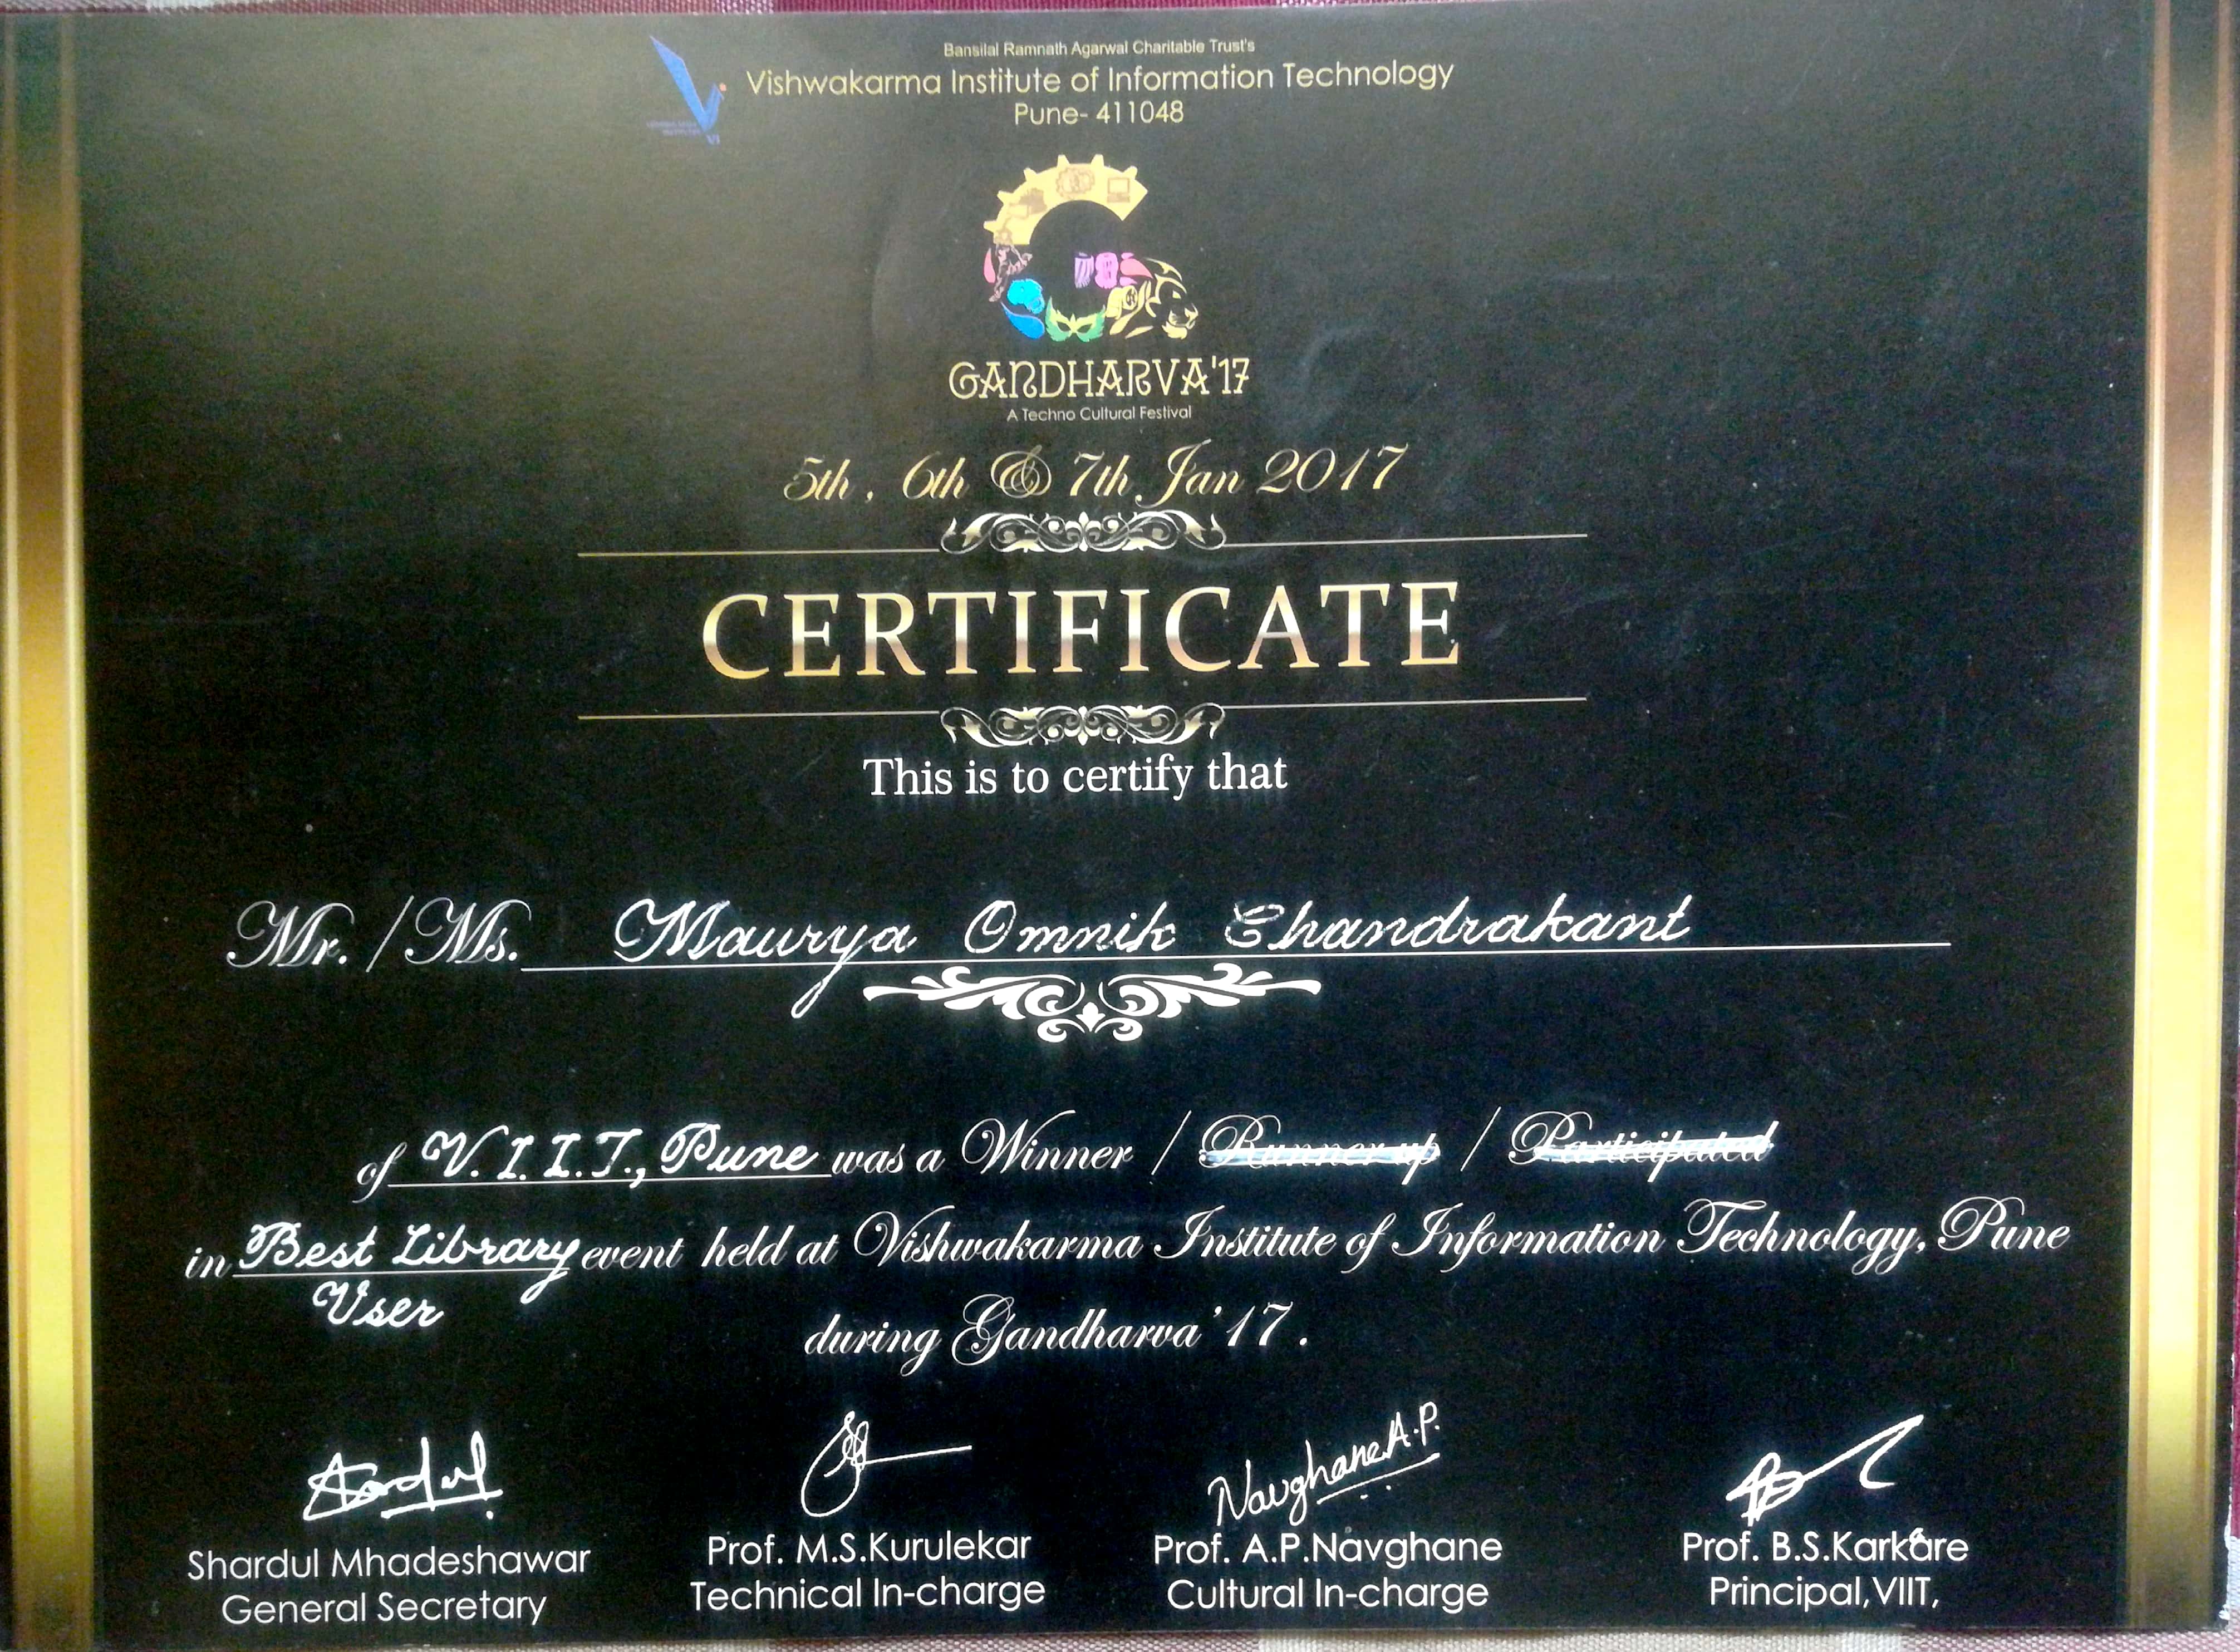 Bansilal Ramnath Agarwal Charitable Trust's
Vishwakarma Institute of Information Technology
Pune- 411048
GANDHARVA'17
A Techno Cultural Festival
5th, 6th & 7th Jan 2017
CERTIFICATE
This is to certify that
Mr./Ms. Maurya Omnik Chandrakant
of V.I.I.T., Pune was a Winner / Runner up / Participated
in Best Library event held at Vishwakarma Institute of Information Technology, Pune
User
during Gandharva'17.
Navghane A.P.
Shardul Mhadeshawar
General Secretary
Prof. M.S.Kurulekar
Technical In-charge
Prof. A.P.Navghane
Cultural In-charge
Prof. B.S.Karkare
Principal,VIIT,